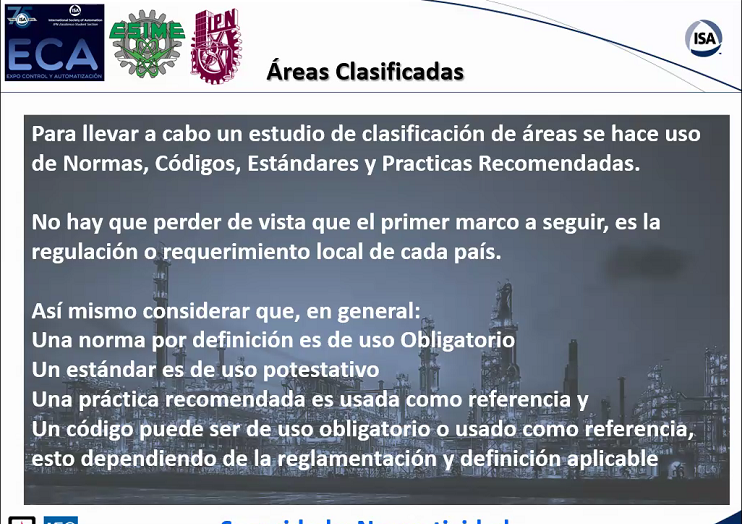 75
ISA
International Society of Automation
IPN Zacatenco Student Section
ECA
EXPO CONTROL Y AUTOMATIZACIÓN
ESIME
IPN
ISA
Áreas Clasificadas
Para llevar a cabo un estudio de clasificación de áreas se hace uso
de Normas, Códigos, Estándares y Practicas Recomendadas.
No hay que perder de vista que el primer marco a seguir, es la
regulación o requerimiento local de cada país.
Así mismo considerar que, en general:
Una norma por definición es de uso Obligatorio
Un estándar es de uso potestativo
Una práctica recomendada es usada como referencia y
Un código puede ser de uso obligatorio o usado como referencia,
esto dependiendo de la reglamentación y definición aplicable